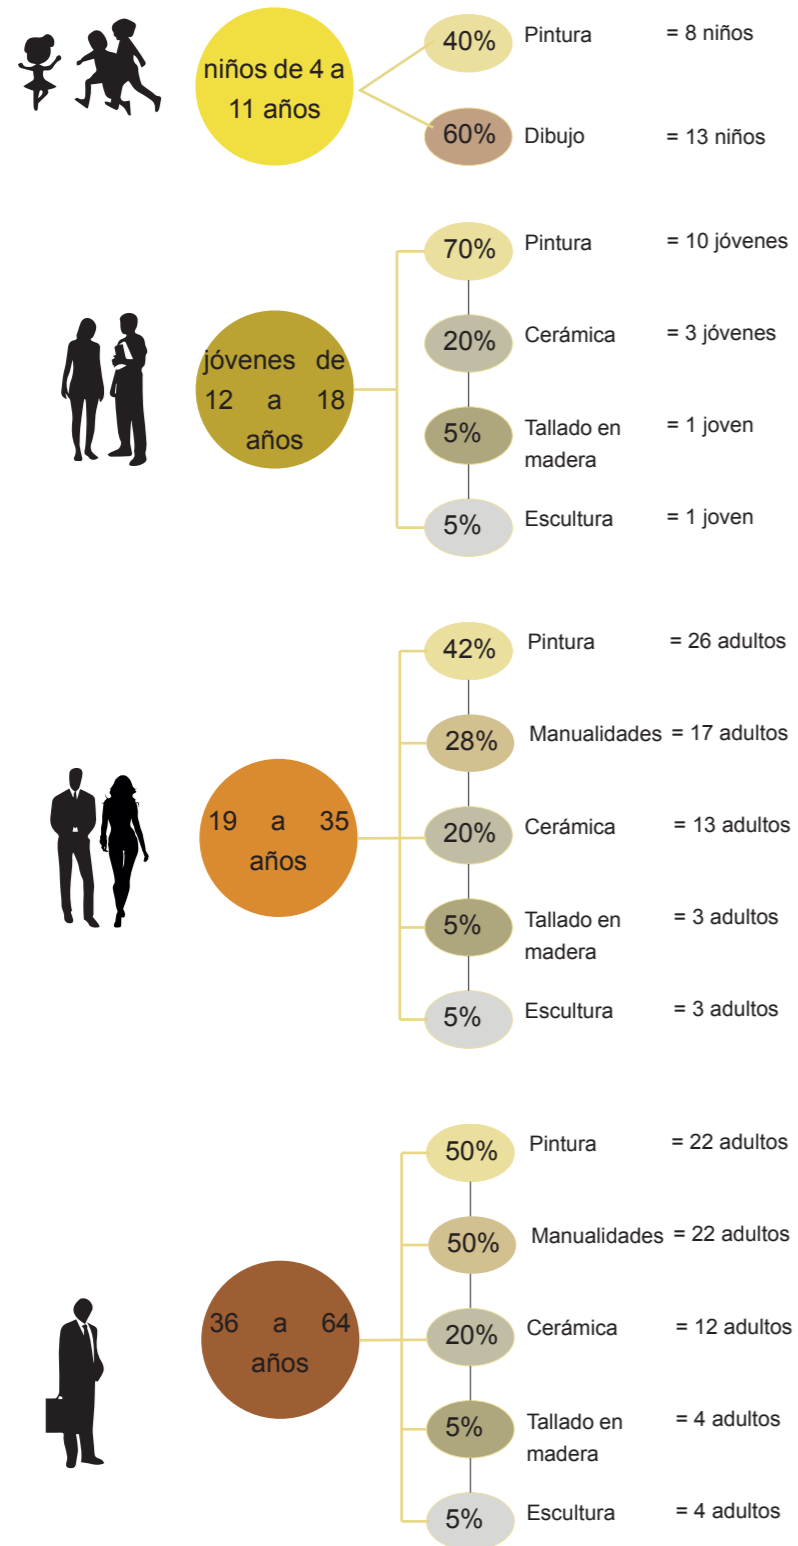 niños de 4 a
11 años
40% Pintura = 8 niños
60% Dibujo = 13 niños
jóvenes de
12 a 18
años
70% Pintura = 10 jóvenes
20% Cerámica = 3 jóvenes
5% Tallado en = 1 joven
madera
5% Escultura = 1 joven
19 a 35
años
42% Pintura = 26 adultos
28% Manualidades = 17 adultos
20% Cerámica = 13 adultos
5% Tallado en = 3 adultos
madera
5% Escultura = 3 adultos
36 a 64
años
50% Pintura = 22 adultos
50% Manualidades = 22 adultos
20% Cerámica = 12 adultos
5% Tallado en = 4 adultos
madera
5% Escultura = 4 adultos